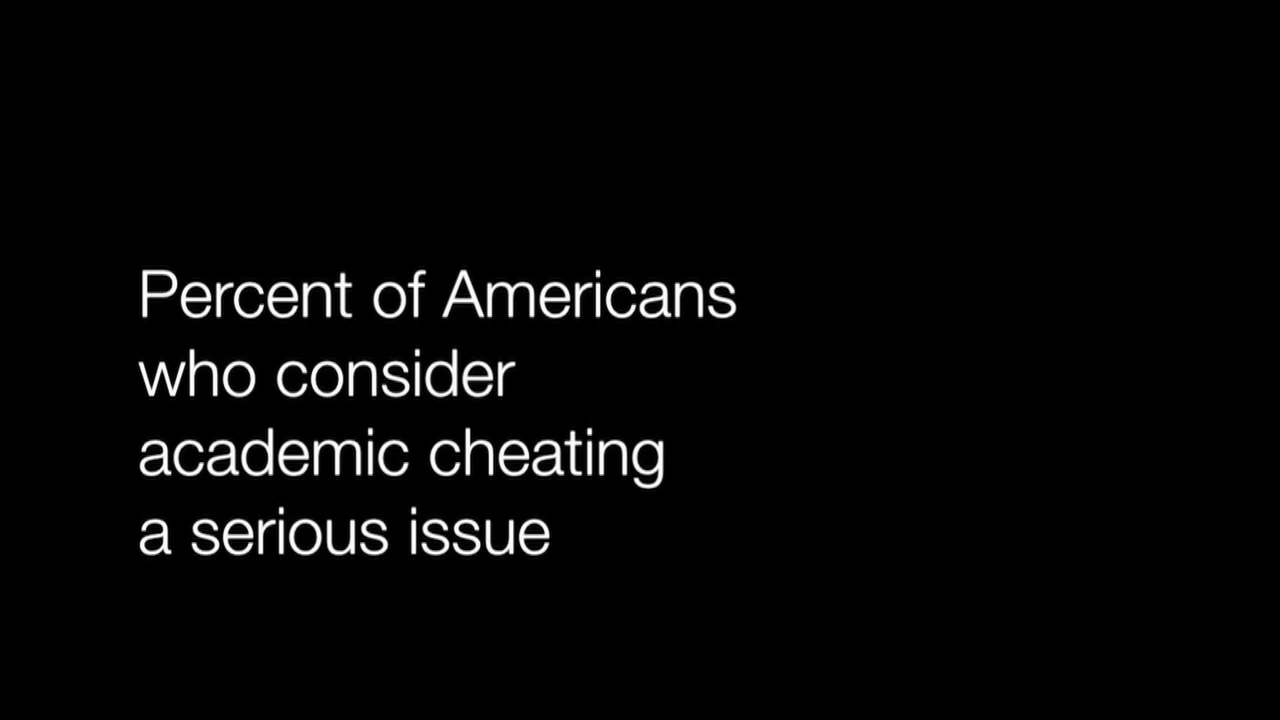 Percent of Americans
who consider
academic cheating
a serious issue